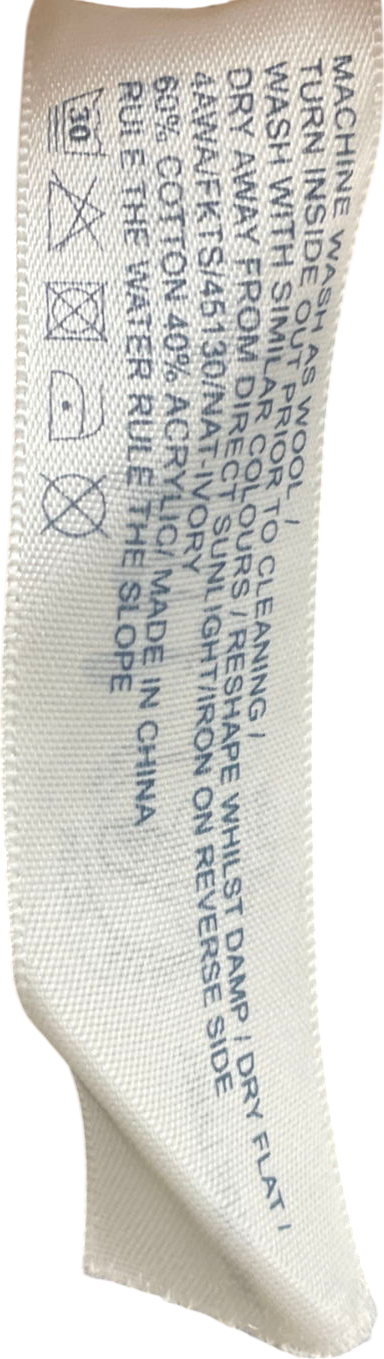 MACHINE WASH AS WOOL /
TURN INSIDE OUT PRIOR TO CLEANING /
WASH WITH SIMILAR COLOURS / RESHAPE WHILST DAMP / DRY FLAT /
DRY AWAY FROM DIRECT SUNLIGHT/IRON ON REVERSE SIDE
4AWA/FKTS/45130/NAT-IVORY
60% COTTON 40% ACRYLIC/ MADE IN CHINA
RULE THE WATER RULE THE SLOPE
30